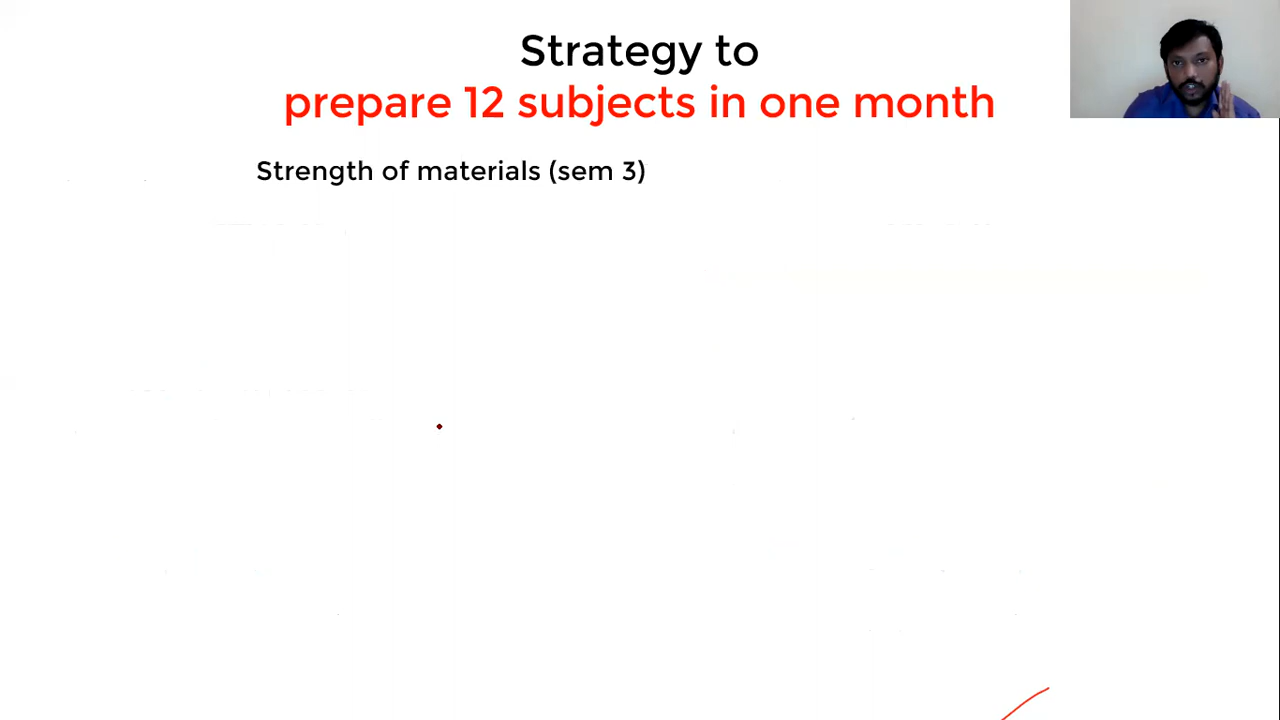 Strategy to
prepare 12 subjects in one month
Strength of materials (sem 3)